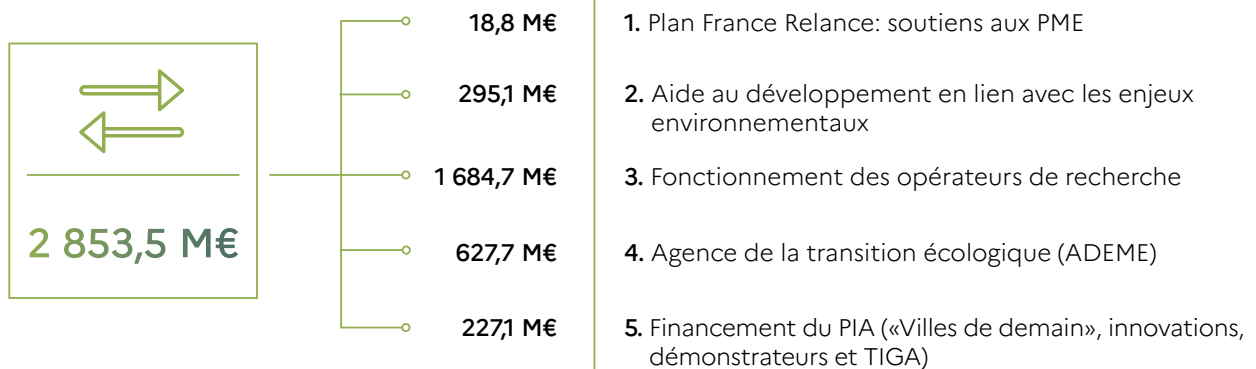 18,8 M€
1. Plan France Relance: soutiens aux PME
295,1 M€
2. Aide au développement en lien avec les enjeux
environnementaux
1 684,7 M€
3. Fonctionnement des opérateurs de recherche
2 853,5 M€
627,7 M€
4. Agence de la transition écologique (ADEME)
227,1 M€
5. Financement du PIA («Villes de demain», innovations,
démonstrateurs et TIGA)